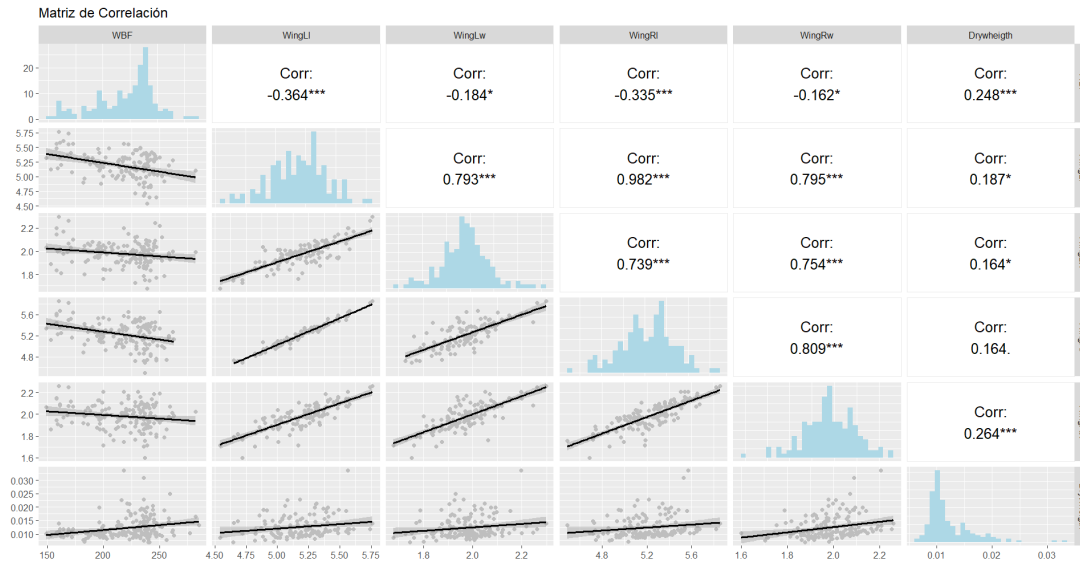 Matriz de Correlación
WBF WingLl WingLw WingRl WingRw Drywheigth
20
10
0
Corr:
-0.364***
Corr:
-0.184*
Corr:
-0.335***
Corr:
-0.162*
Corr:
0.248***
5.75
5.50
5.25
5.00
4.75
4.50
Corr:
0.793***
Corr:
0.982***
Corr:
0.795***
Corr:
0.187*
2.2
2.0
1.8
Corr:
0.739***
Corr:
0.754***
Corr:
0.164*
5.6
5.2
4.8
Corr:
0.809***
Corr:
0.164.
2.2
2.0
1.8
1.6
Corr:
0.264***
0.030
0.025
0.020
0.015
0.010
150 200 250 4.50 4.75 5.00 5.25 5.50 5.75 1.8 2.0 2.2 4.8 5.2 5.6 1.6 1.8 2.0 2.2 0.01 0.02 0.03